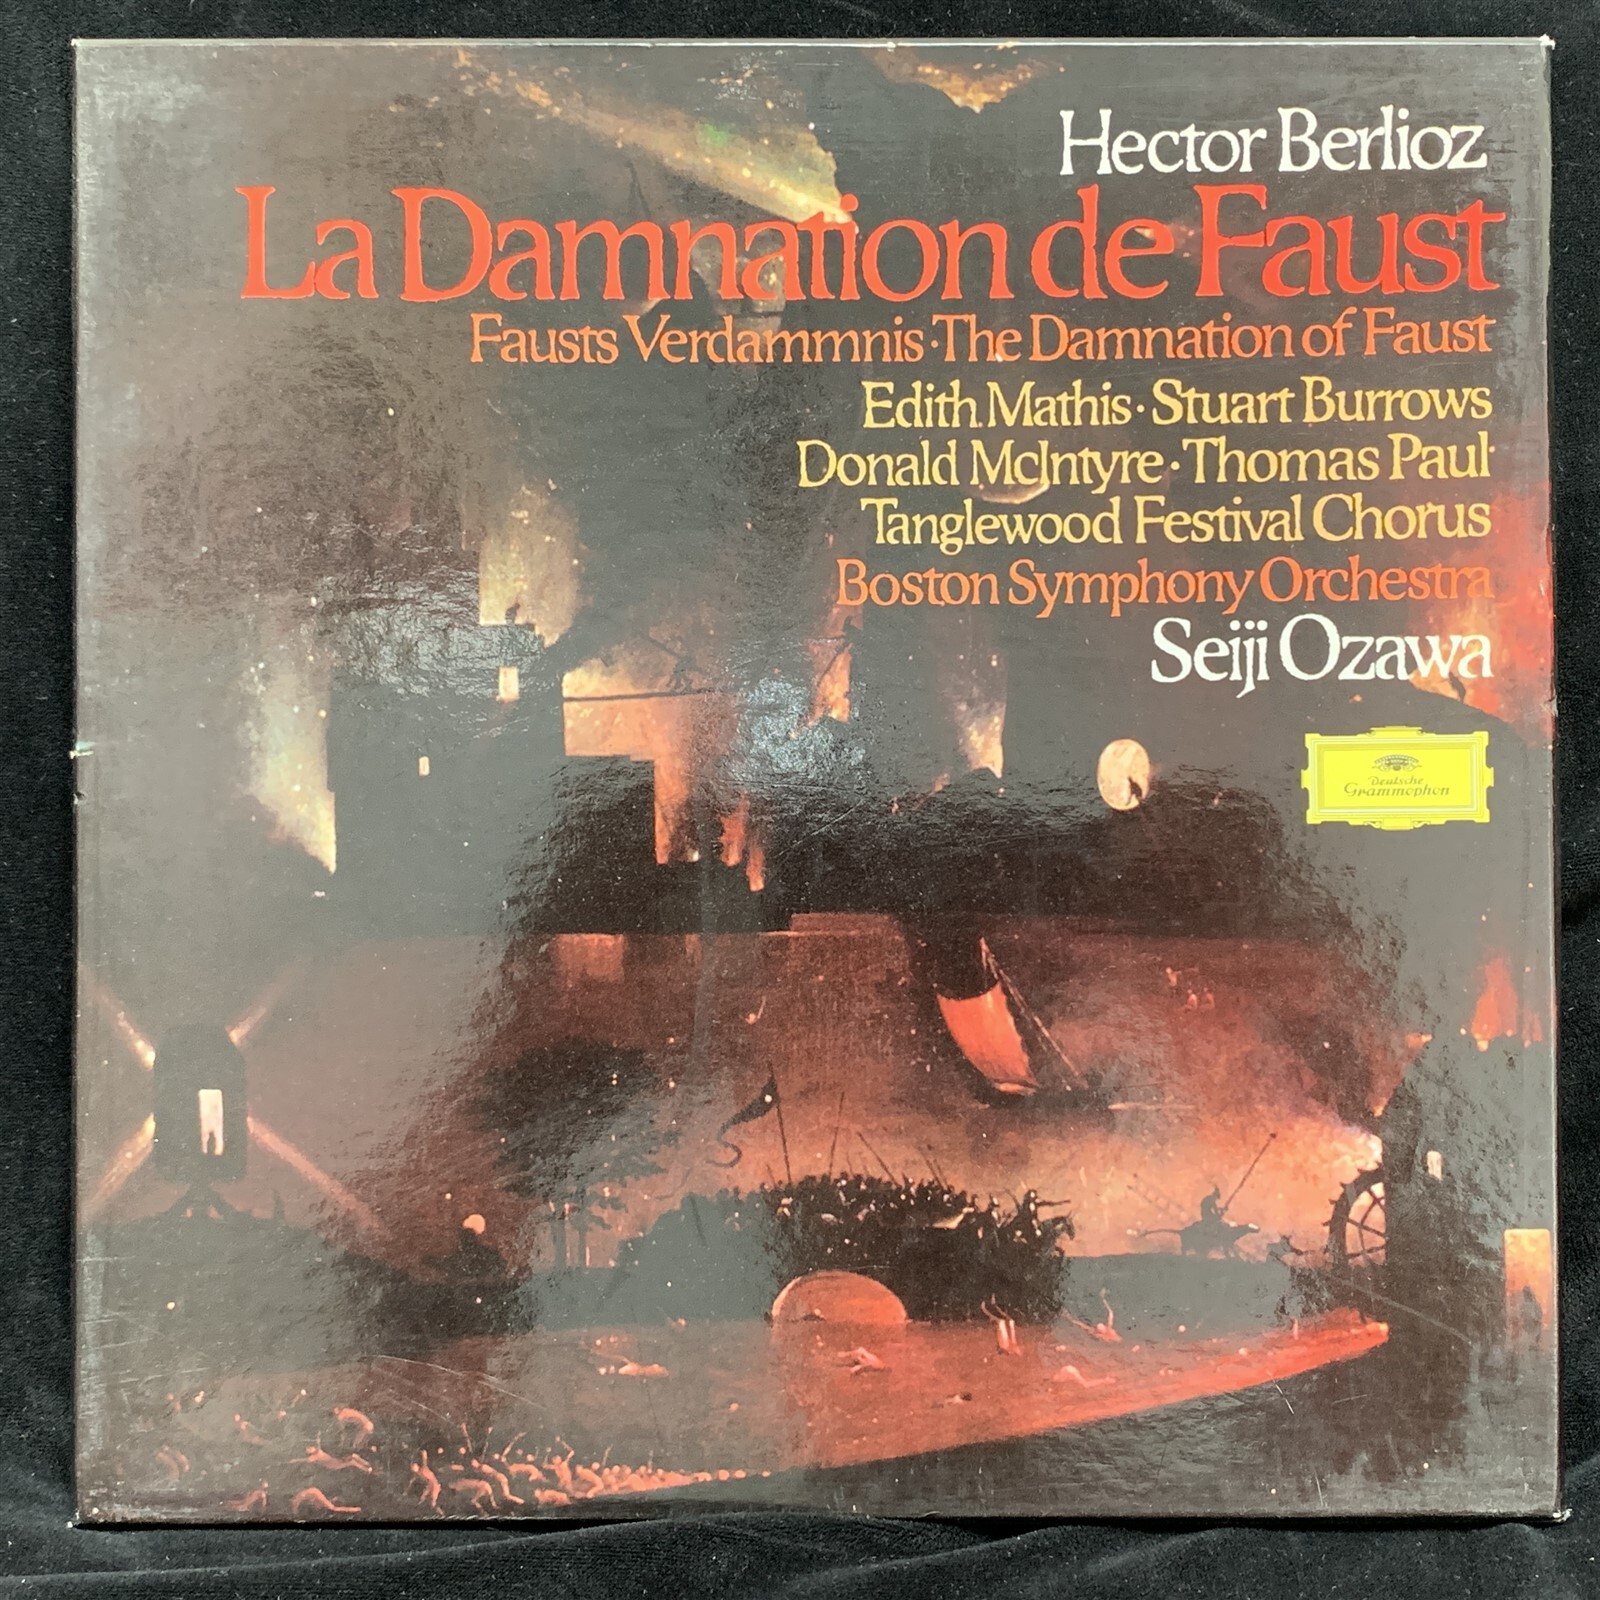 Hector Berlioz
La Damnation de Faust
Fausts Verdammnis · The Damnation of Faust
Edith Mathis · Stuart Burrows
Donald McIntyre · Thomas Paul
Tanglewood Festival Chorus
Boston Symphony Orchestra
Seiji Ozawa
Deutsche
Grammophon